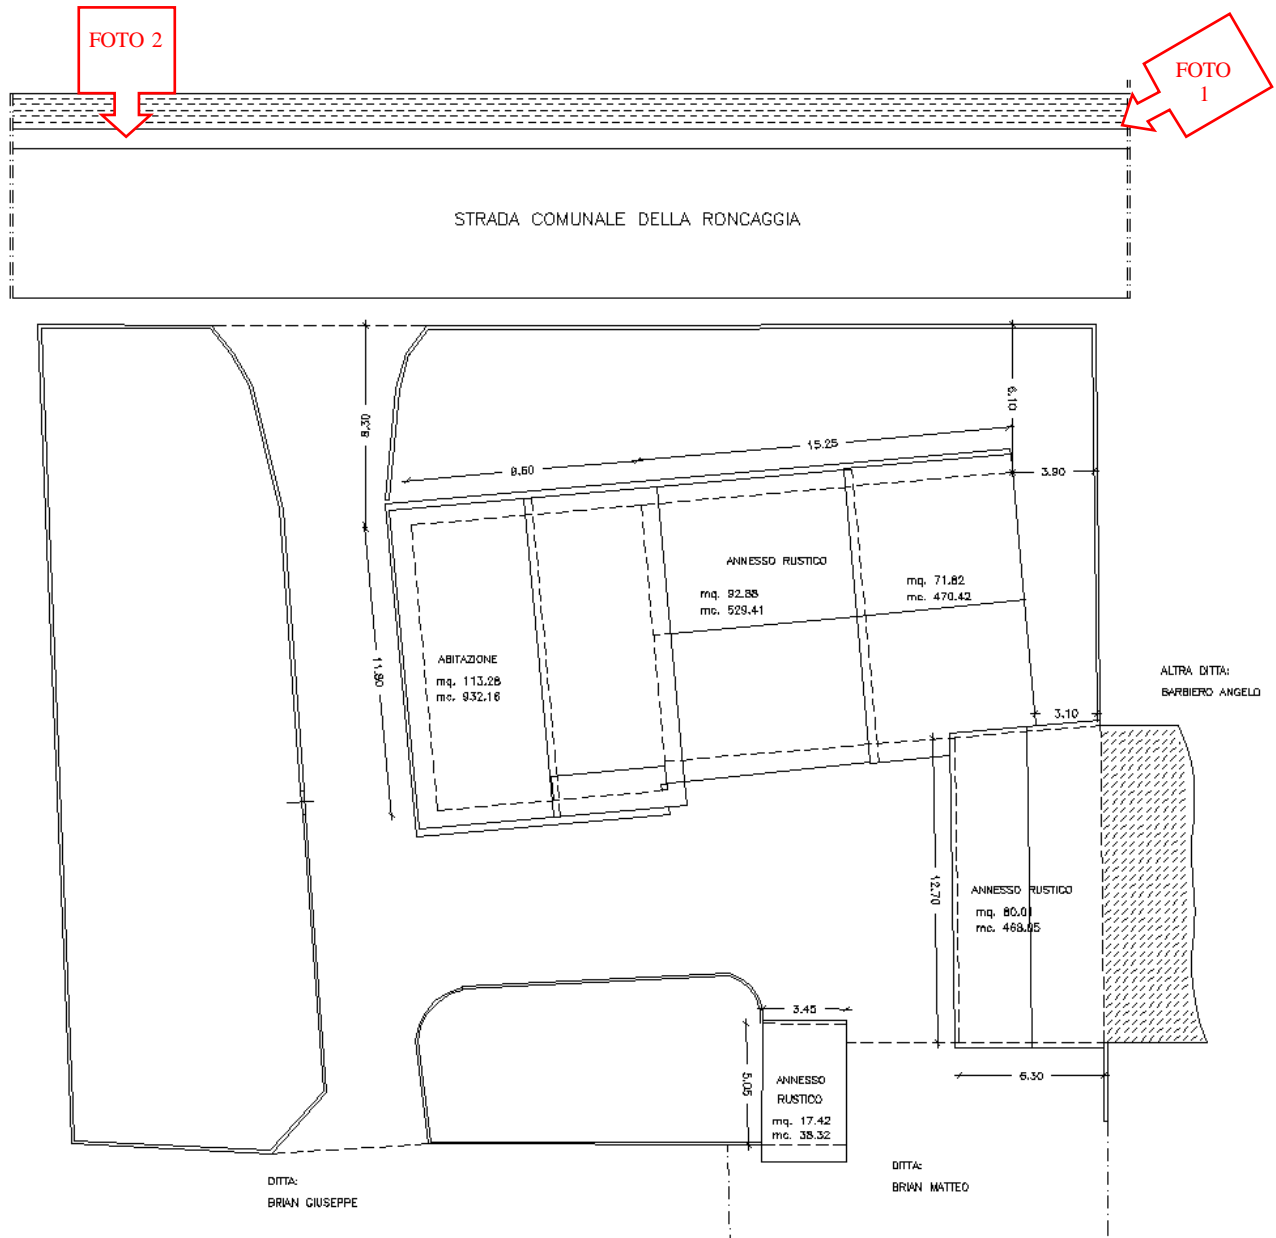 FOTO 2
FOTO
1
STRADA COMUNALE DELLA RONCAGGIA
8.30
6.10
15.25
9.60
3.90
ANNESSO RUSTICO
mq. 92.88
mc. 529.41
mq. 71.82
mc. 470.42
11.80
ABITAZIONE
mq. 113.28
mc. 932.16
ALTRA DITTA:
BARBIERO ANGELO
3.10
12.70
ANNESSO RUSTICO
mq. 80.01
mc. 468.05
3.45
5.05
6.30
ANNESSO
RUSTICO
mq. 17.42
mc. 38.32
DITTA:
BRIAN GIUSEPPE
DITTA:
BRIAN MATTEO